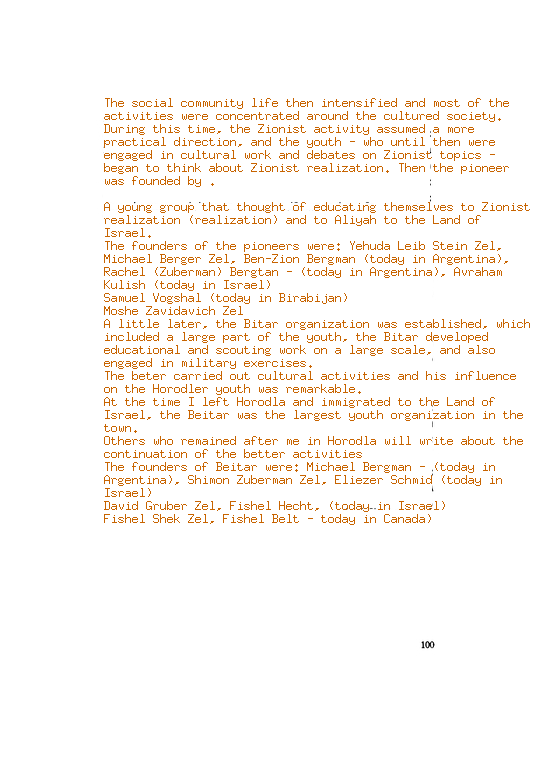 The social community life then intensified and most of the
activities were concentrated around the cultured society.
During this time, the Zionist activity assumed a more
practical direction, and the youth - who until then were
engaged in cultural work and debates on Zionist topics -
began to think about Zionist realization. Then the pioneer
was founded by .
A young group that thought of educating themselves to Zionist
realization (realization) and to Aliyah to the Land of
Israel.
The founders of the pioneers were: Yehuda Leib Stein Zel,
Michael Berger Zel, Ben-Zion Bergman (today in Argentina),
Rachel (Zuberman) Bergtan - (today in Argentina), Avraham
Kulish (today in Israel)
Samuel Vogshal (today in Birabijan)
Moshe Zavidavich Zel
A little later, the Bitar organization was established, which
included a large part of the youth, the Bitar developed
educational and scouting work on a large scale, and also
engaged in military exercises.
The beter carried out cultural activities and his influence
on the Horodler youth was remarkable.
At the time I left Horodla and immigrated to the Land of
Israel, the Beitar was the largest youth organization in the
town.
Others who remained after me in Horodla will write about the
continuation of the better activities
The founders of Beitar were: Michael Bergman - (today in
Argentina), Shimon Zuberman Zel, Eliezer Schmid (today in
Israel)
David Gruber Zel, Fishel Hecht, (today in Israel)
Fishel Shek Zel, Fishel Belt - today in Canada)
100